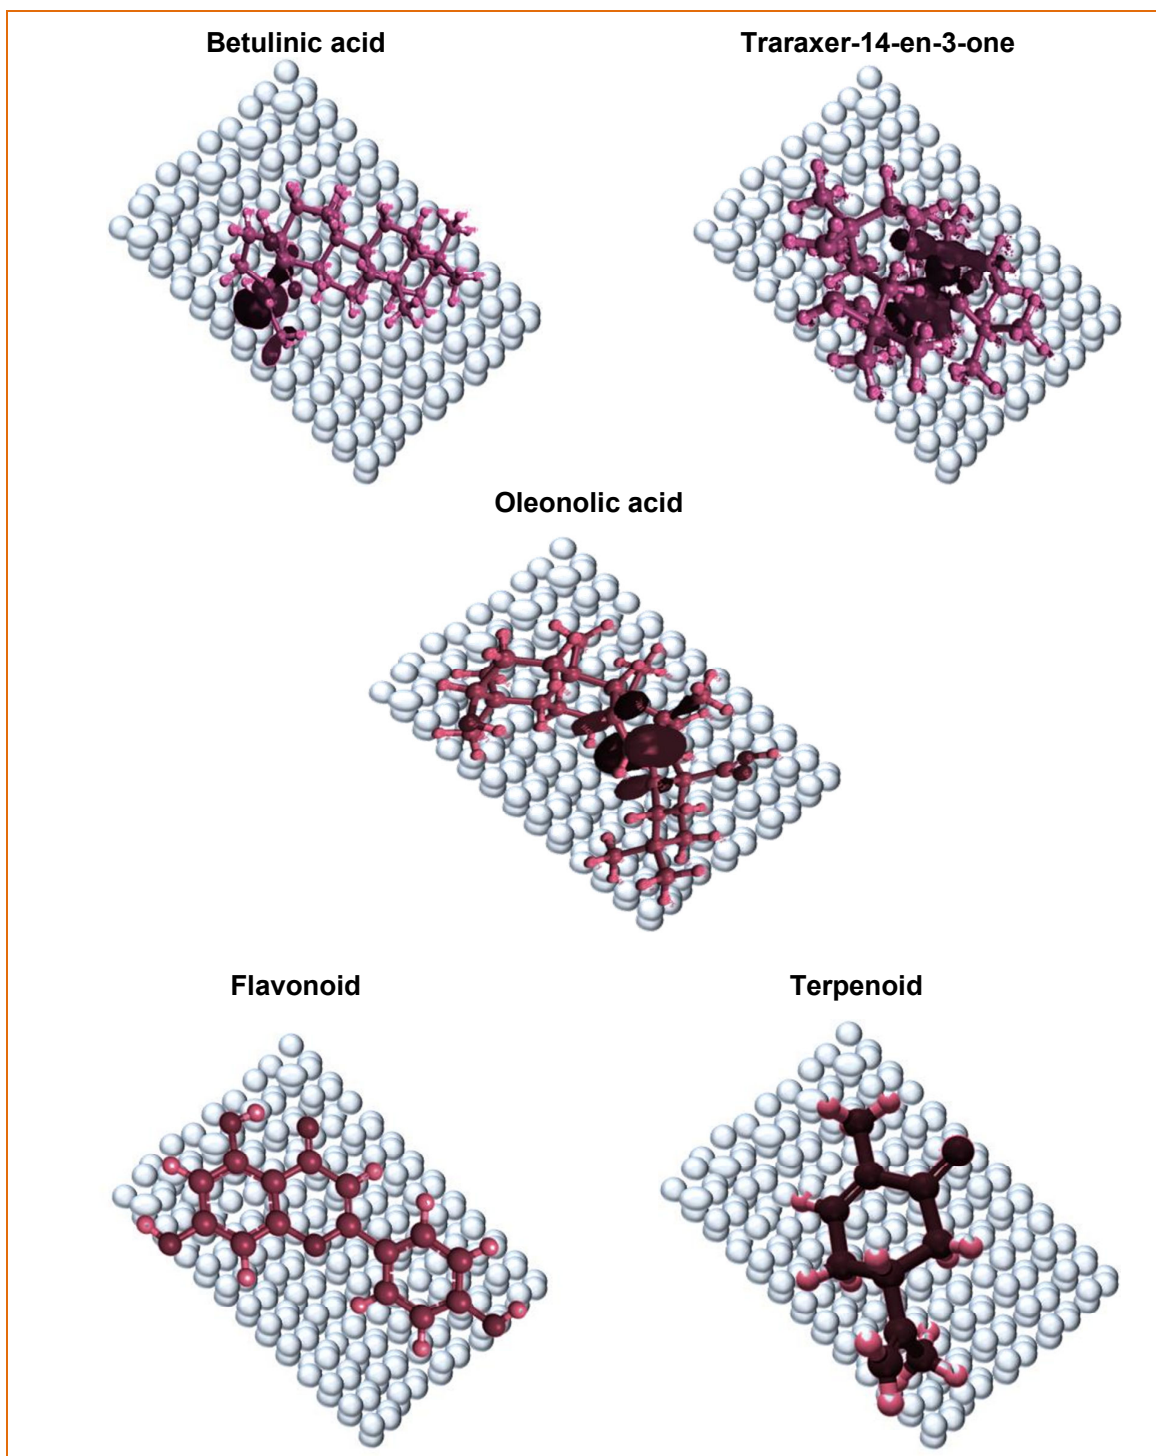 Betulinic acid
Traraxer-14-en-3-one
Oleonolic acid
Flavonoid
Terpenoid